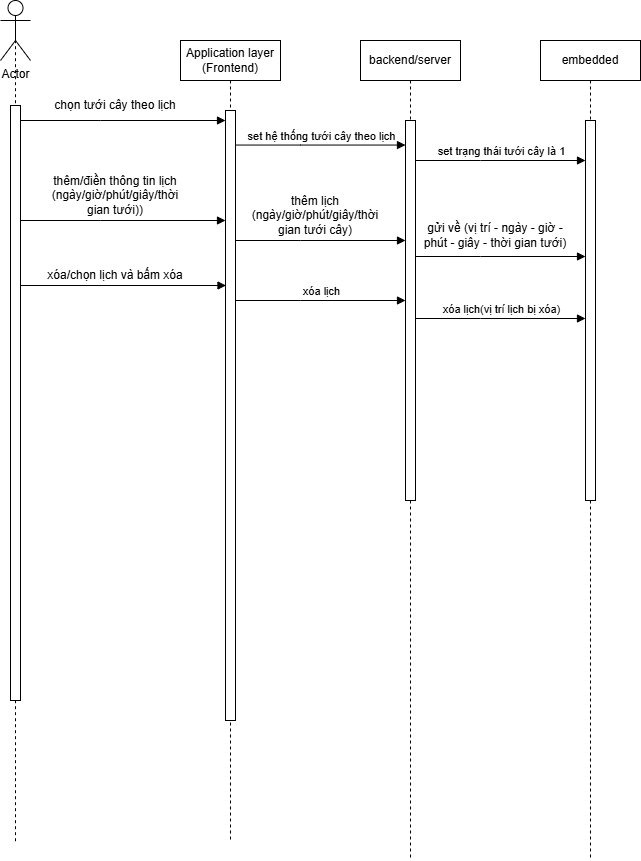 Actor
Application layer
(Frontend)
backend/server
embedded
chọn tưới cây theo lịch
set hệ thống tưới cây theo lịch
set trạng thái tưới cây là 1
thêm/điền thông tin lịch
(ngày/giờ/phút/giây/thời
gian tưới))
thêm lịch
(ngày/giờ/phút/giây/thời
gian tưới cây)
gửi về (vị trí - ngày - giờ -
phút - giây - thời gian tưới)
xóa/chọn lịch và bấm xóa
xóa lịch
xóa lịch(vị trí lịch bị xóa)